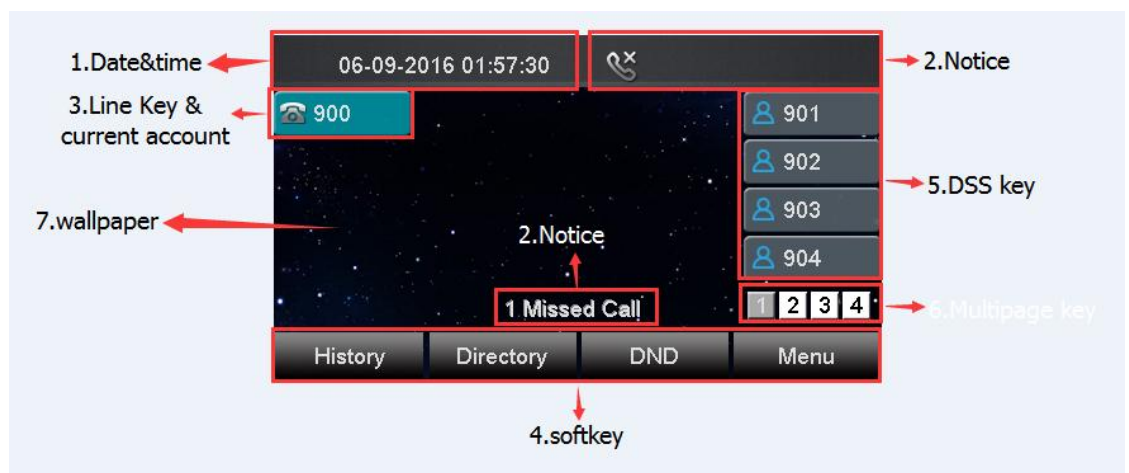 1.Date&time
06-09-2016 01:57:30
2.Notice
3.Line Key &
current account
900
901
902
903
904
5.DSS key
7.wallpaper
2.Notice
1 Missed Call
1 2 3 4
6.Multipage key
History Directory DND Menu
4.softkey